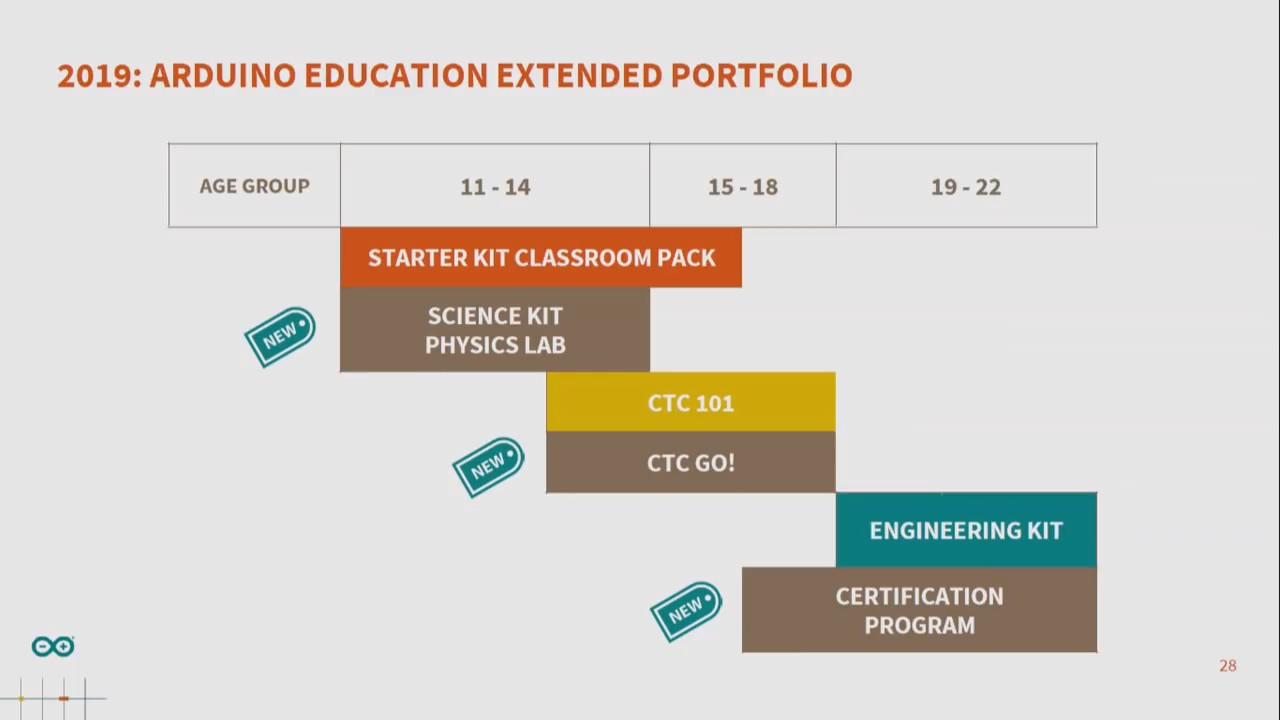 2019: ARDUINO EDUCATION EXTENDED PORTFOLIO
AGE GROUP
11 - 14
15 - 18
19 - 22
STARTER KIT CLASSROOM PACK
NEW
SCIENCE KIT
PHYSICS LAB
CTC 101
NEW
CTC GO!
ENGINEERING KIT
NEW
CERTIFICATION
PROGRAM
28